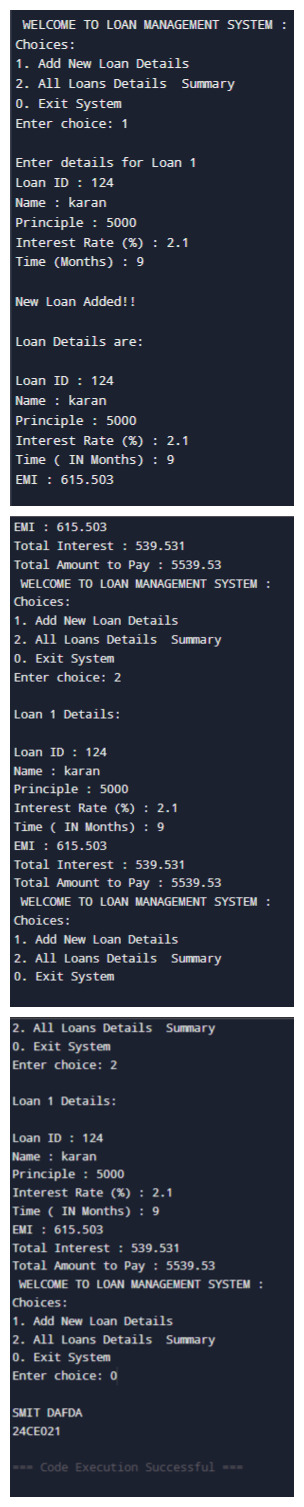 WELCOME TO LOAN MANAGEMENT SYSTEM :
Choices:
1. Add New Loan Details
2. All Loans Details  Summary
0. Exit System
Enter choice: 1

Enter details for Loan 1
Loan ID : 124
Name : karan
Principle : 5000
Interest Rate (%) : 2.1
Time (Months) : 9

New Loan Added!!

Loan Details are:

Loan ID : 124
Name : karan
Principle : 5000
Interest Rate (%) : 2.1
Time ( IN Months) : 9
EMI : 615.503

EMI : 615.503
Total Interest : 539.531
Total Amount to Pay : 5539.53
WELCOME TO LOAN MANAGEMENT SYSTEM :
Choices:
1. Add New Loan Details
2. All Loans Details  Summary
0. Exit System
Enter choice: 2

Loan 1 Details:

Loan ID : 124
Name : karan
Principle : 5000
Interest Rate (%) : 2.1
Time ( IN Months) : 9
EMI : 615.503
Total Interest : 539.531
Total Amount to Pay : 5539.53
WELCOME TO LOAN MANAGEMENT SYSTEM :
Choices:
1. Add New Loan Details
2. All Loans Details  Summary
0. Exit System

2. All Loans Details  Summary
0. Exit System
Enter choice: 2

Loan 1 Details:

Loan ID : 124
Name : karan
Principle : 5000
Interest Rate (%) : 2.1
Time ( IN Months) : 9
EMI : 615.503
Total Interest : 539.531
Total Amount to Pay : 5539.53
WELCOME TO LOAN MANAGEMENT SYSTEM :
Choices:
1. Add New Loan Details
2. All Loans Details  Summary
0. Exit System
Enter choice: 0

SMIT DAFDA
24CE021

=== Code Execution Successful ===